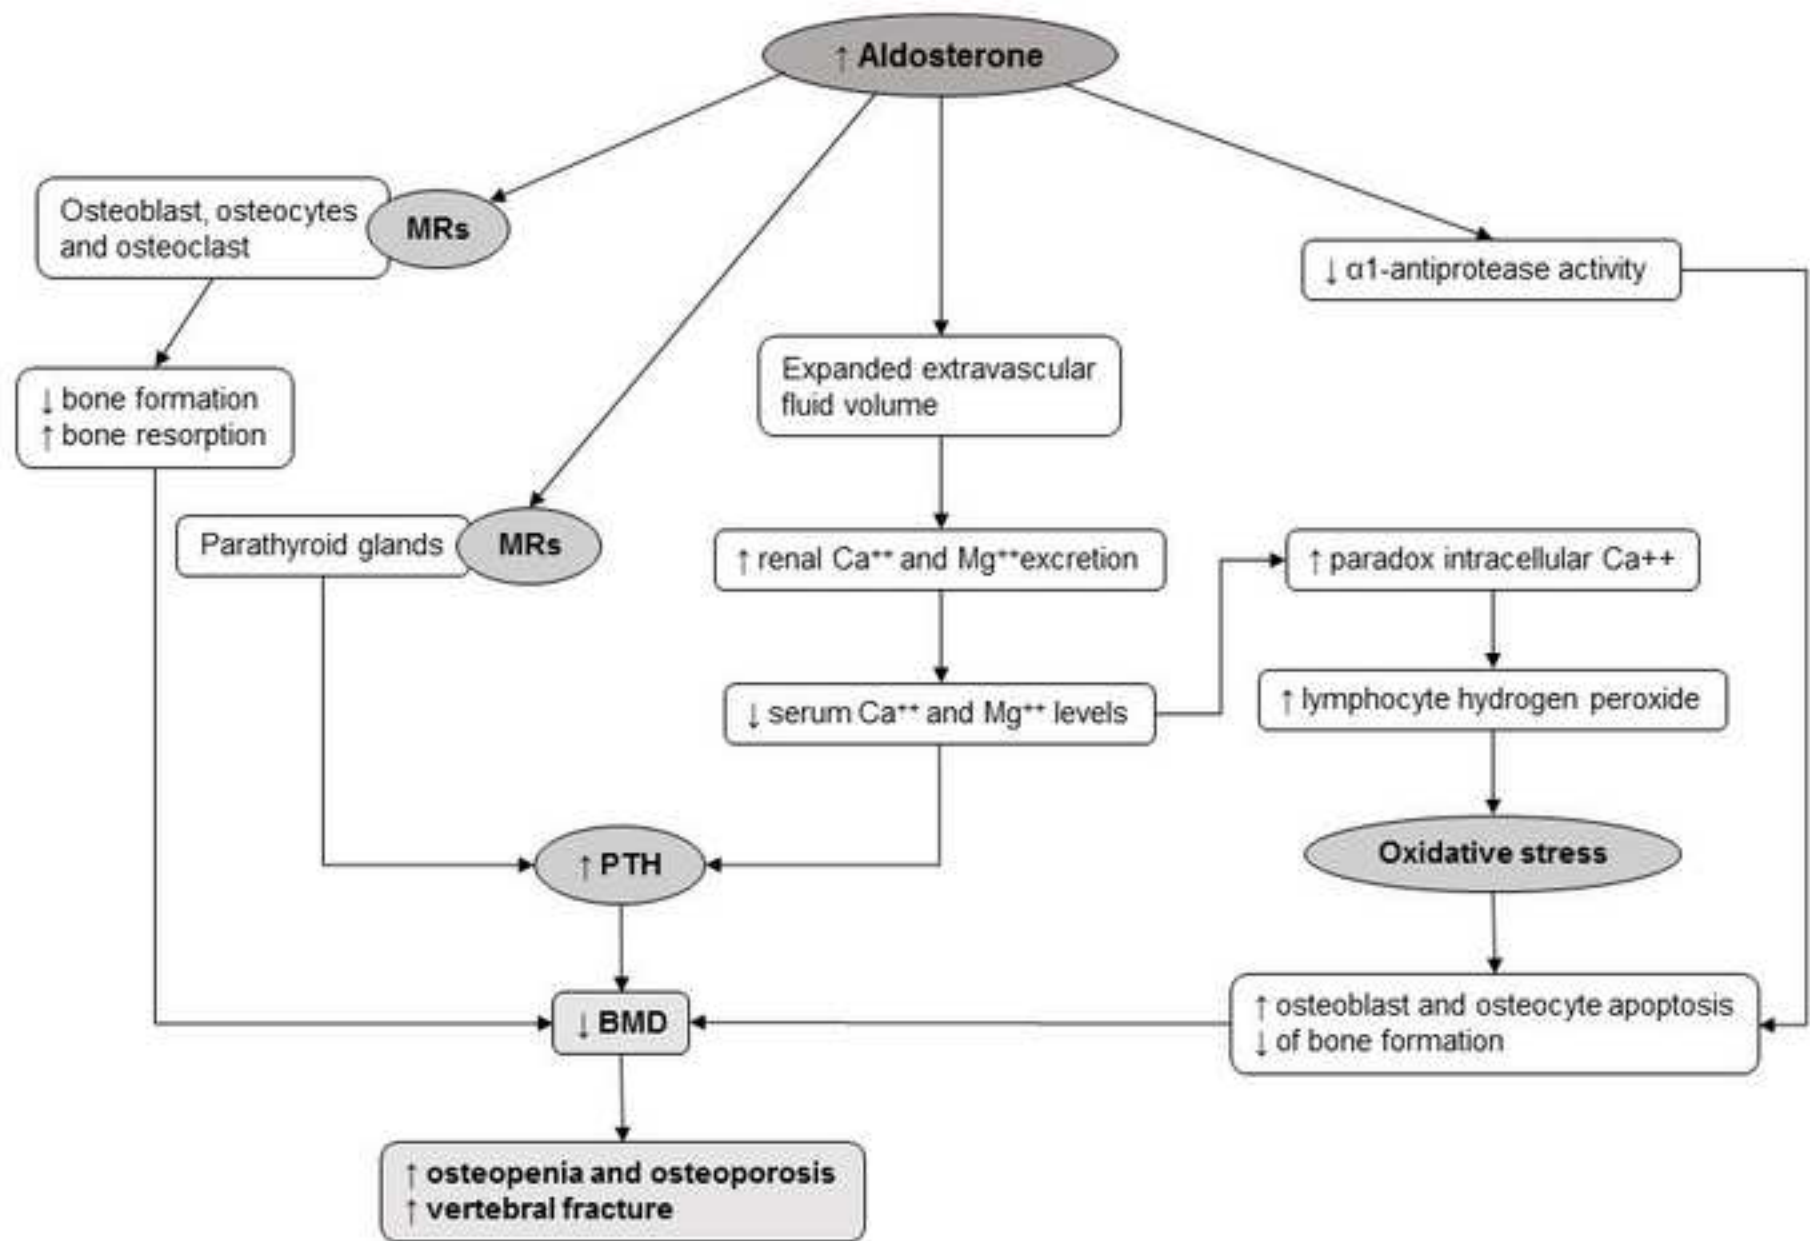 ↑ Aldosterone
Osteoblast, osteocytes
and osteoclast
MRs
↓ α1-antiprotease activity
↓ bone formation
↑ bone resorption
Expanded extravascular
fluid volume
Parathyroid glands
MRs
↑ renal Ca⁺⁺ and Mg⁺⁺excretion
↑ paradox intracellular Ca++
↓ serum Ca⁺⁺ and Mg⁺⁺ levels
↑ lymphocyte hydrogen peroxide
↑ PTH
Oxidative stress
↓ BMD
↑ osteoblast and osteocyte apoptosis
↓ of bone formation
↑ osteopenia and osteoporosis
↑ vertebral fracture